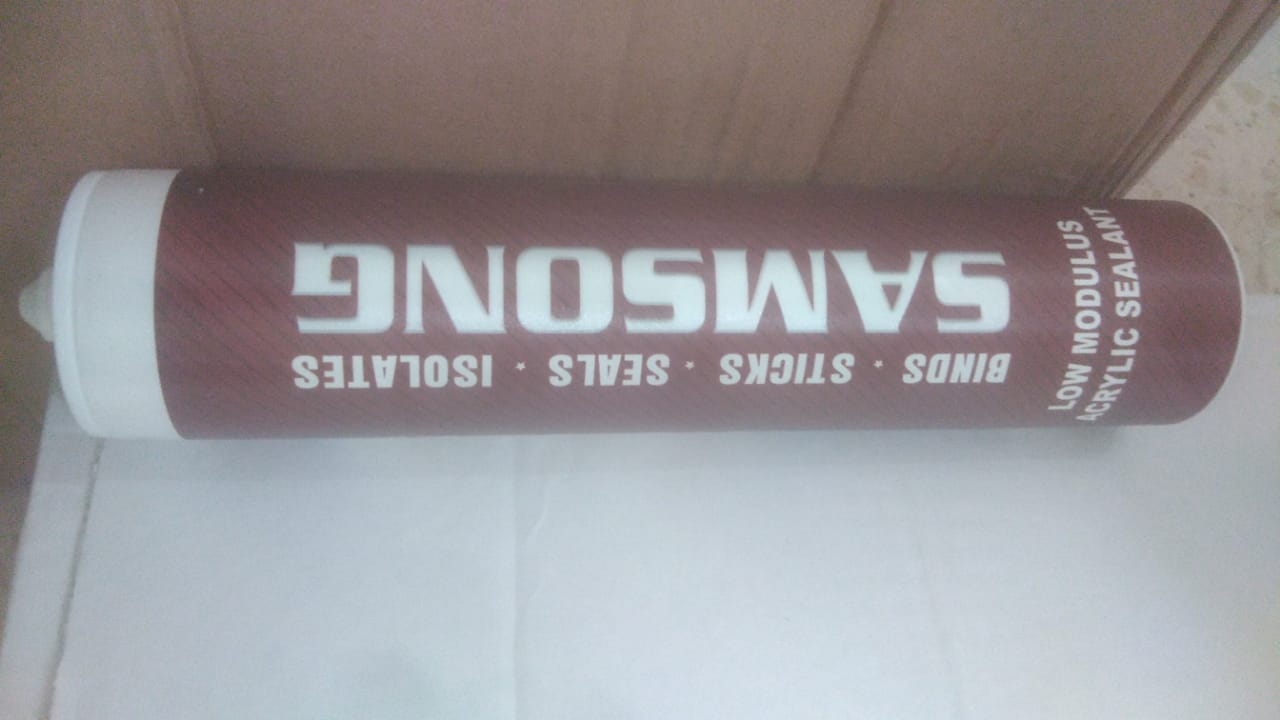 SAMSONG
BINDS * STICKS * SEALS * ISOLATES
LOW MODULUS
ACRYLIC SEALANT